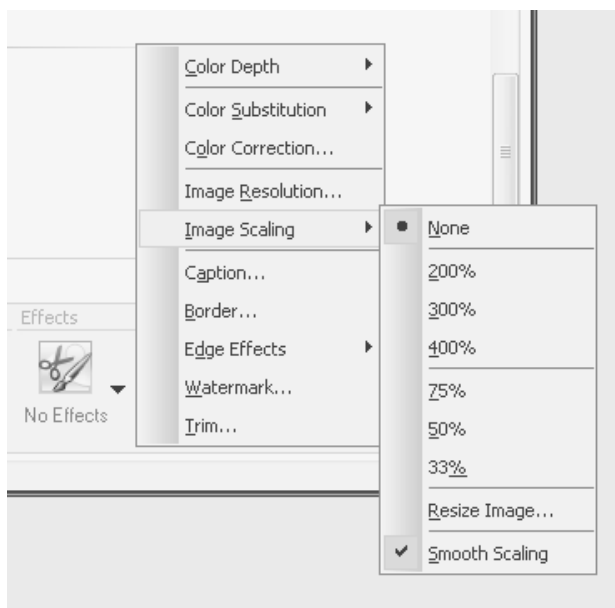 Color Depth
Color Substitution
Color Correction...
Image Resolution...
Image Scaling
Caption...
Border...
Edge Effects
Watermark...
Trim...
None
200%
300%
400%
75%
50%
33%
Resize Image...
Smooth Scaling
Effects
No Effects